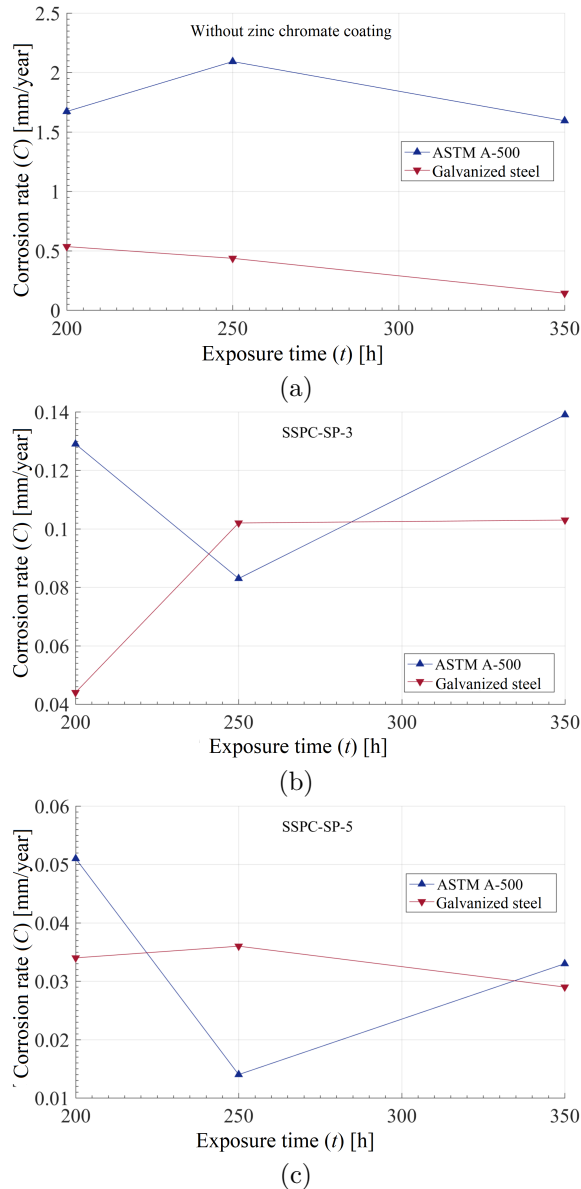 Without zinc chromate coating
Corrosion rate (C) [mm/year]
2.5
2
1.5
1
0.5
0
ASTM A-500
Galvanized steel
200
250
300
350
Exposure time (t) [h]
(a)
SSPC-SP-3
Corrosion rate (C) [mm/year]
0.14
0.12
0.1
0.08
0.06
0.04
ASTM A-500
Galvanized steel
200
250
300
350
Exposure time (t) [h]
(b)
SSPC-SP-5
Corrosion rate (C) [mm/year]
0.06
0.05
0.04
0.03
0.02
0.01
ASTM A-500
Galvanized steel
200
250
300
350
Exposure time (t) [h]
(c)